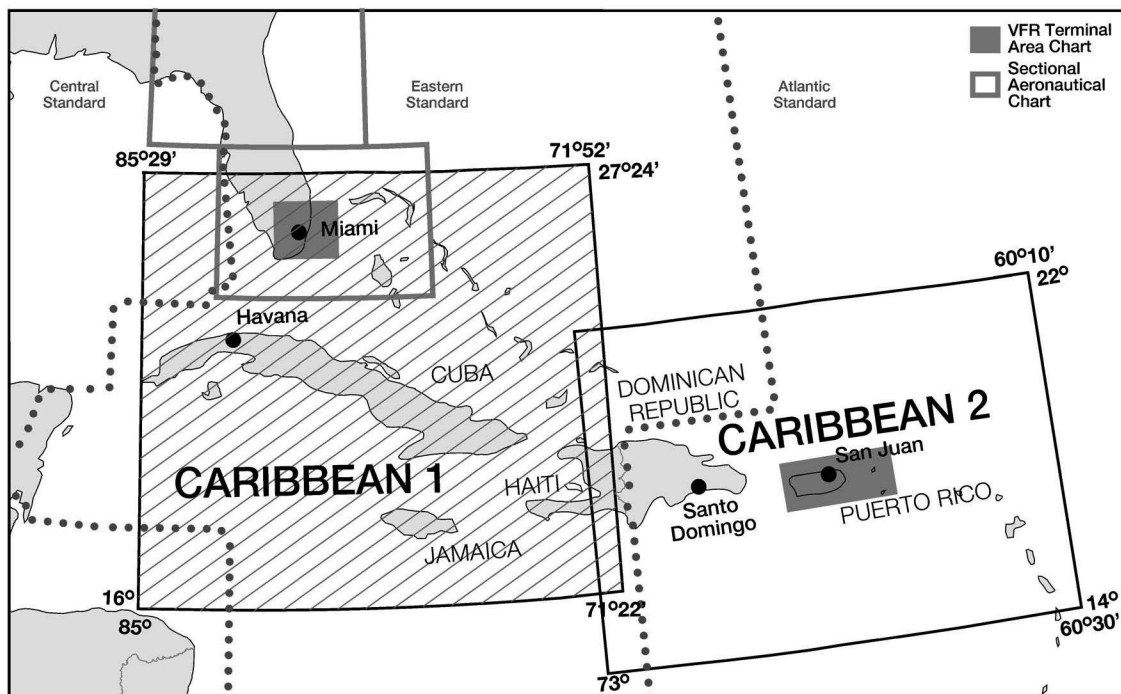 VFR Terminal
Area Chart
Sectional
Aeronautical
Chart
Central
Standard
Eastern
Standard
Atlantic
Standard
85°29'
71°52'
27°24'
Miami
60°10'
22°
Havana
CUBA
DOMINICAN
REPUBLIC
CARIBBEAN 2
San Juan
CARIBBEAN 1
HAITI
Santo
Domingo
PUERTO RICO
JAMAICA
16°
85°
71°22'
14°
60°30'
73°